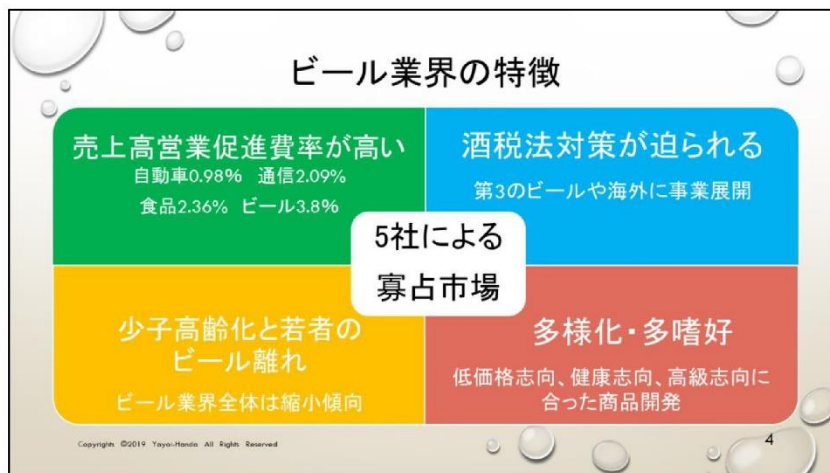 ビール業界の特徴
売上高営業促進費率が高い
自動車0.98% 通信2.09%
食品2.36% ビール3.8%
酒税法対策が迫られる
第3のビールや海外に事業展開
5社による
寡占市場
少子高齢化と若者の
ビール離れ
ビール業界全体は縮小傾向
多様化・多嗜好
低価格志向、健康志向、高級志向に
合った商品開発
Copyrights ©2019 Yayoi-Honda All Rights Reserved
4